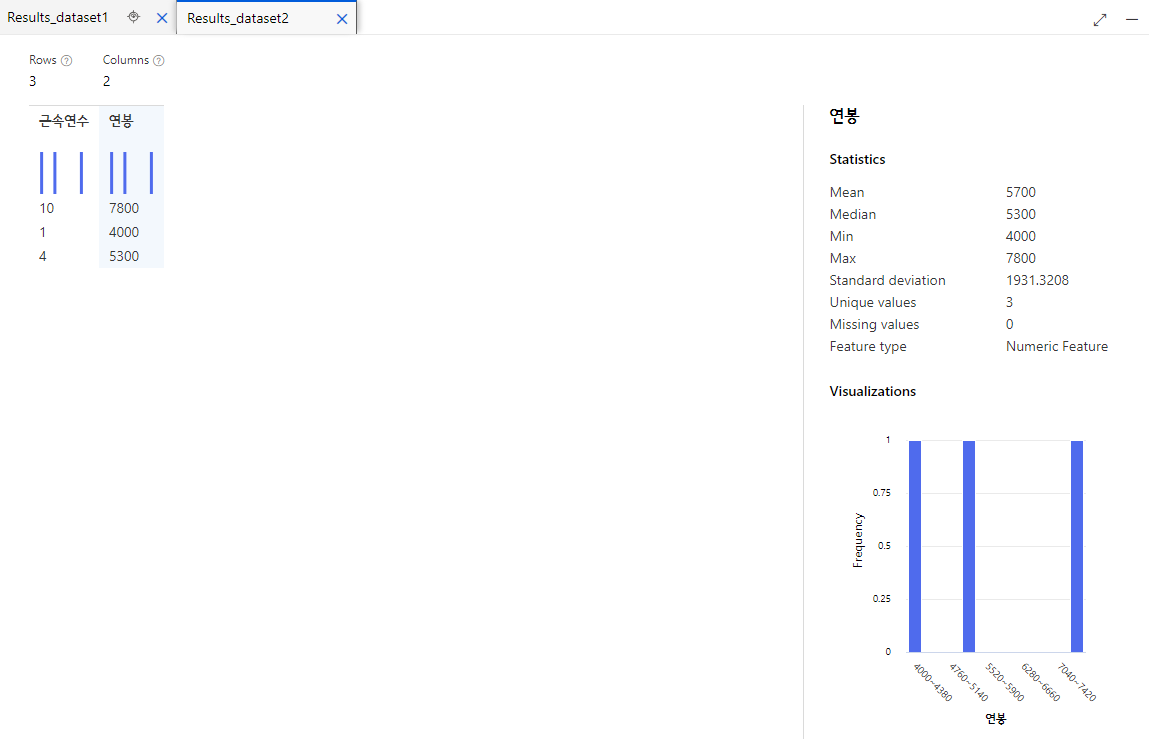 Results_dataset1
Results_dataset2
Rows ?
Columns ?
3
2
근속연수
연봉
10
7800
1
4000
4
5300
연봉
Statistics
Mean 5700
Median 5300
Min 4000
Max 7800
Standard deviation 1931.3208
Unique values 3
Missing values 0
Feature type Numeric Feature
Visualizations
Frequency
1
0.75
0.5
0.25
0
4000~4380
4760~5140
5520~5900
6280~6660
7040~7420
연봉